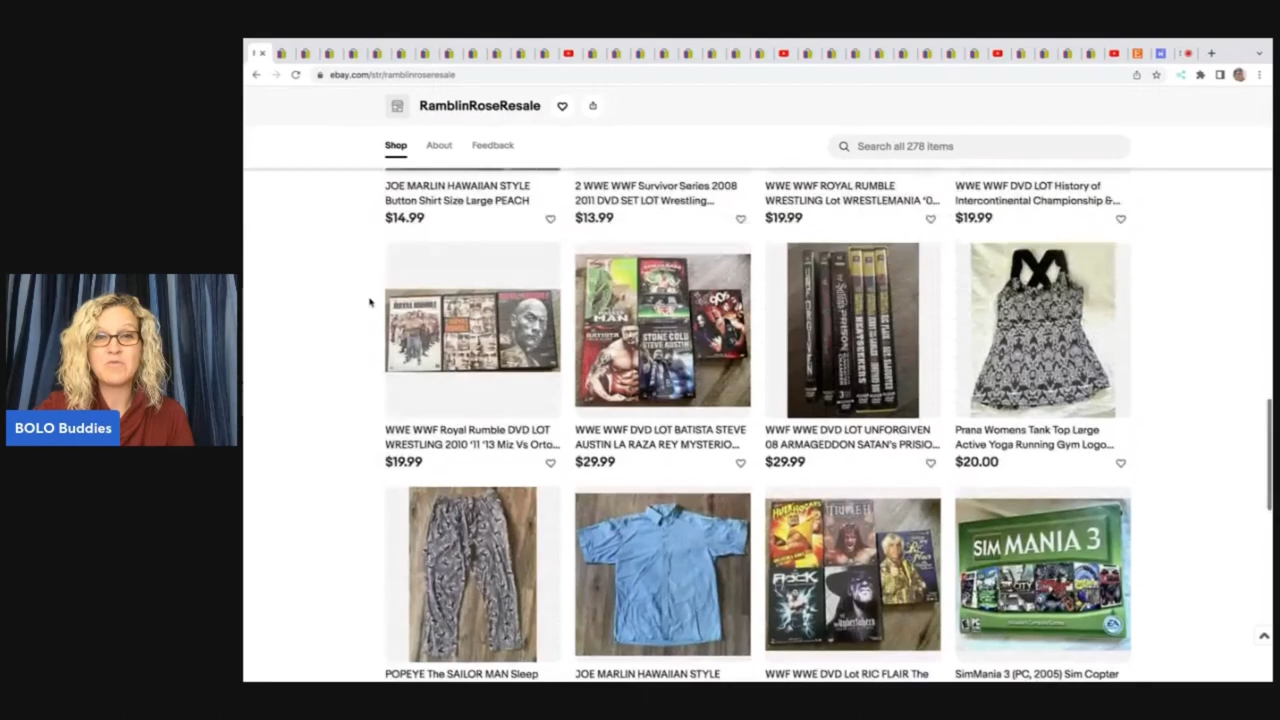 ebay.com/str/ramblinroseresale
RamblinRoseResale
Shop About Feedback
Search all 278 items
JOE MARLIN HAWAIIAN STYLE
Button Shirt Size Large PEACH
$14.99
2 WWE WWF Survivor Series 2008
2011 DVD SET LOT Wrestling...
$13.99
WWE WWF ROYAL RUMBLE
WRESTLING Lot WRESTLEMANIA '0...
$19.99
WWE WWF DVD LOT History of
Intercontinental Championship &...
$19.99
WWE WWF Royal Rumble DVD LOT
WRESTLING 2010 '11 '13 Miz Vs Orto...
$19.99
WWE WWF DVD LOT BATISTA STEVE
AUSTIN LA RAZA REY MYSTERIO...
$29.99
WWF WWE DVD LOT UNFORGIVEN
08 ARMAGEDDON SATAN's PRISIO...
$29.99
Prana Womens Tank Top Large
Active Yoga Running Gym Logo...
$20.00
BATISTA
STONE COLD
STEVE AUSTIN
HULK HOGAN
TRIPLE H
ROCK
SIM MANIA 3
POPEYE The SAILOR MAN Sleep
JOE MARLIN HAWAIIAN STYLE
WWF WWE DVD Lot RIC FLAIR The
SimMania 3 (PC, 2005) Sim Copter
BOLO Buddies